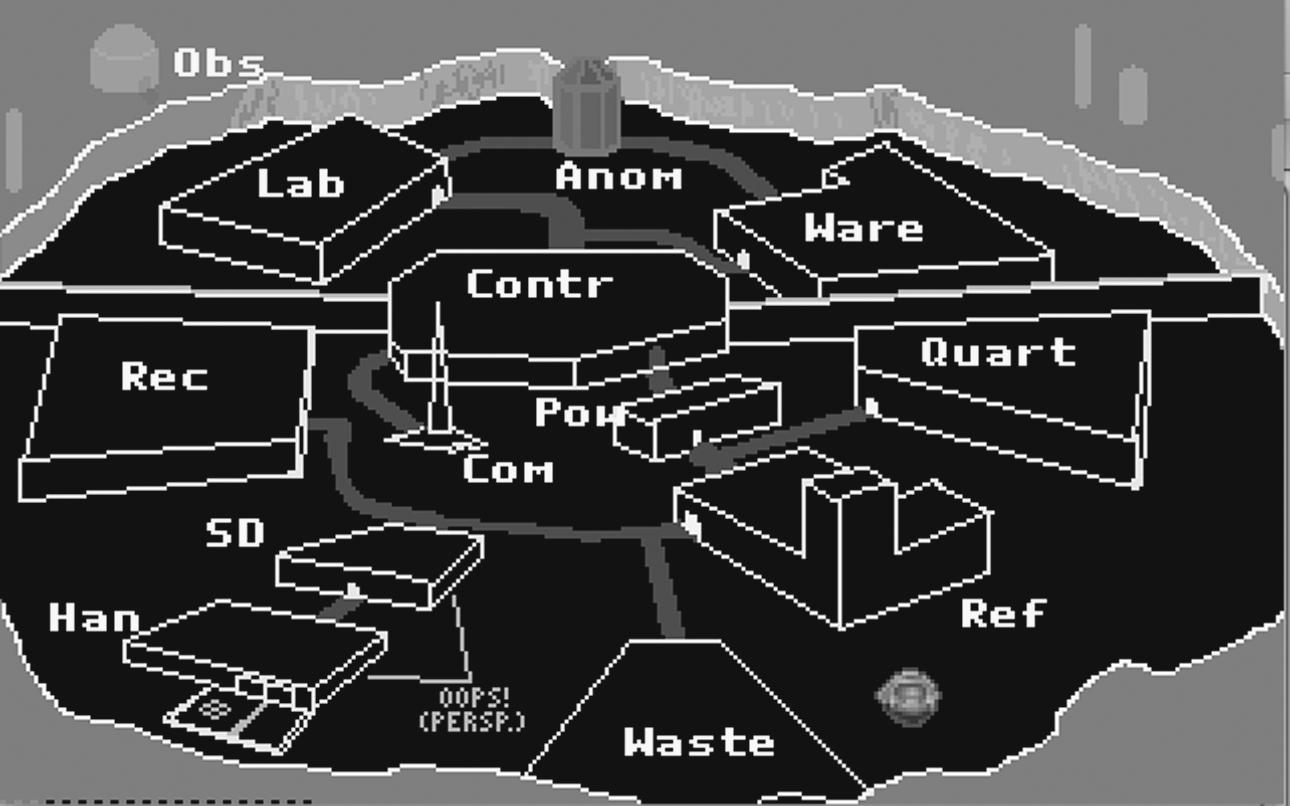 Obs
Lab
Anom
Ware
Contr
Quart
Rec
Pow
Com
SD
Han
Ref
OOPS!
(PERSP.)
Waste